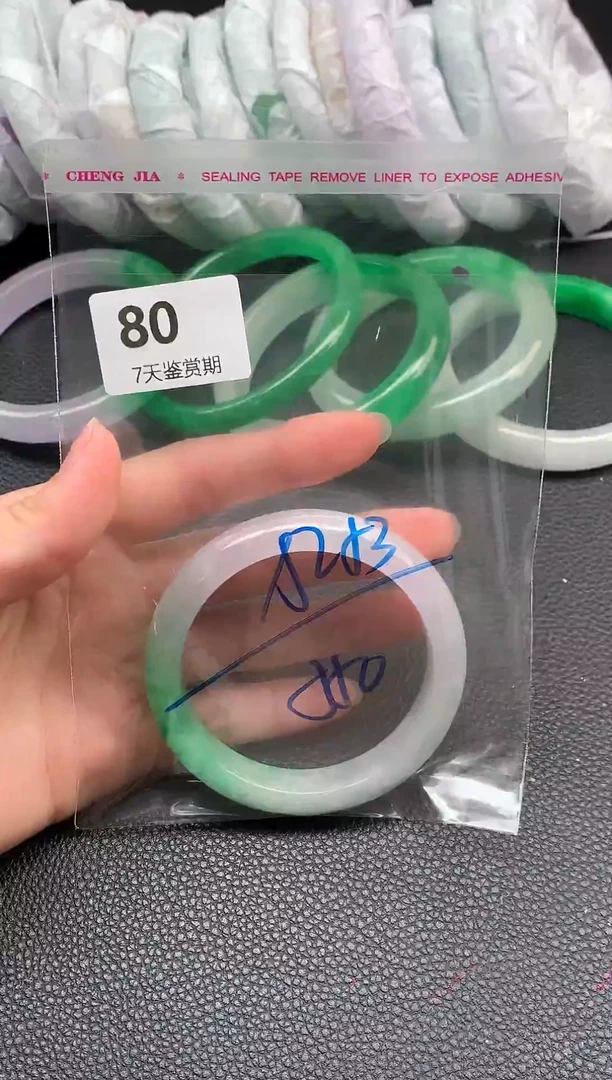 * CHENG JIA * SEALING TAPE REMOVE LINER TO EXPOSE ADHESIV
80
7天鉴赏期